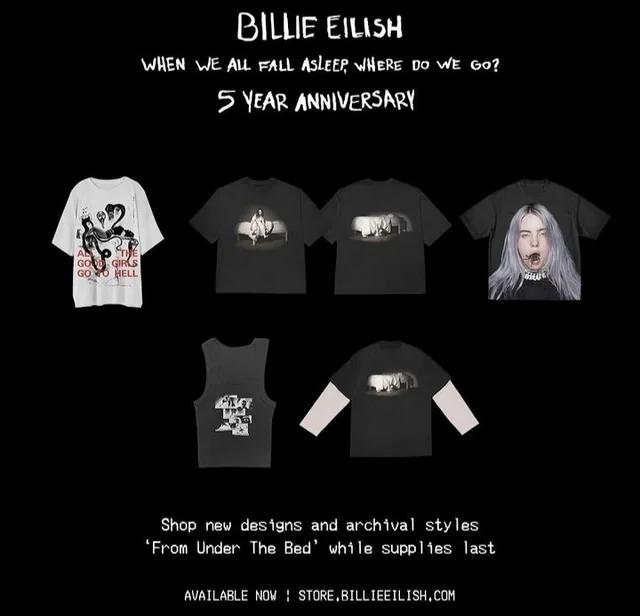 BILLIE EILISH
WHEN WE ALL FALL ASLEEP, WHERE DO WE GO?
5 YEAR ANNIVERSARY
ALL THE
GOOD GIRLS
GO TO HELL
Shop new designs and archival styles
‘From Under The Bed’ while supplies last
AVAILABLE NOW ¦ STORE.BILLIEEILISH.COM